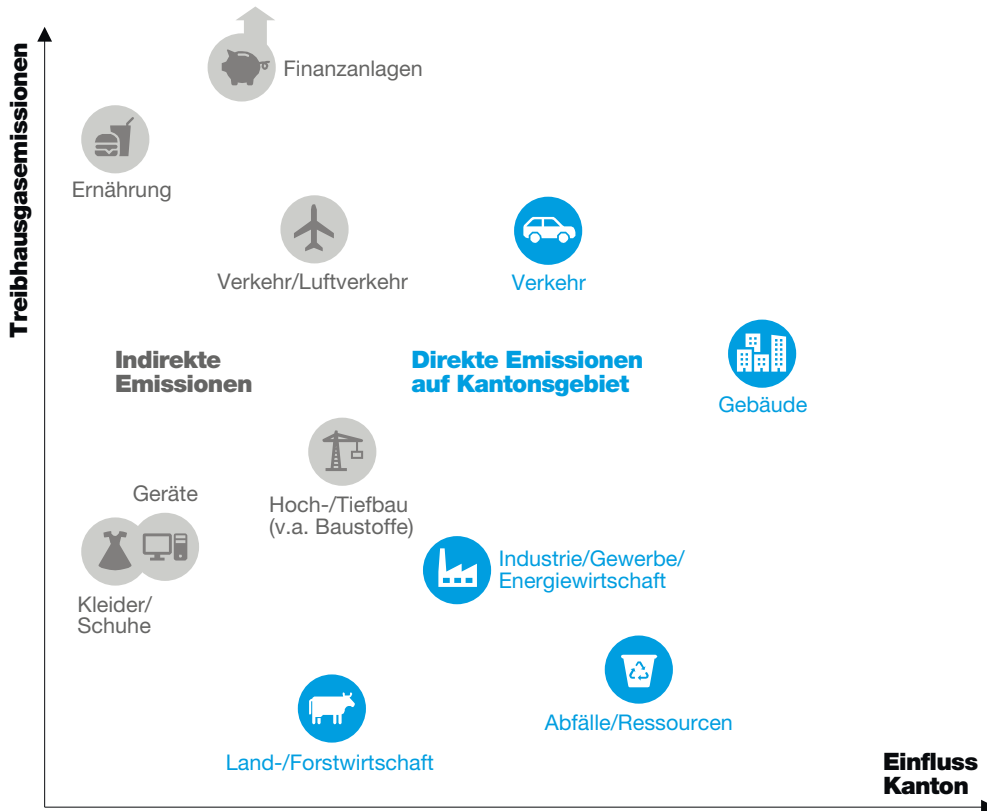 Treibhausgasemissionen
Finanzanlagen
Ernährung
Verkehr/Luftverkehr
Verkehr
Indirekte
Emissionen
Direkte Emissionen
auf Kantonsgebiet
Gebäude
Geräte
Hoch-/Tiefbau
(v.a. Baustoffe)
Kleider/
Schuhe
Industrie/Gewerbe/
Energiewirtschaft
Abfälle/Ressourcen
Land-/Forstwirtschaft
Einfluss
Kanton